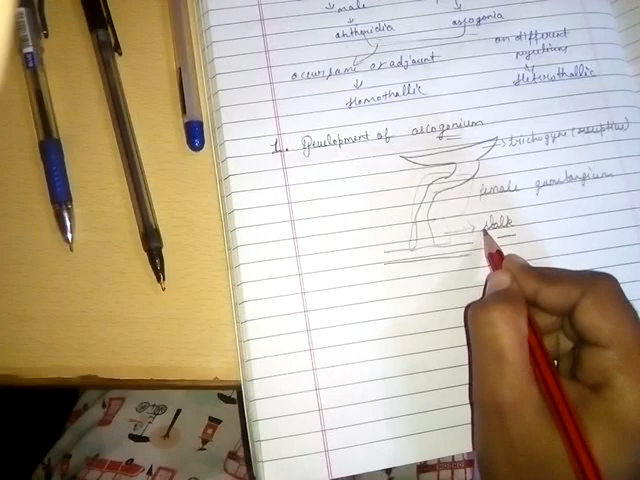 male
antheridia
ascogonia
on different
mycelium
occur same or adjacent
Homothallic
Heterothallic
1. Development of ascogonium
trichogyne (receptive)
female gametangium
stalk